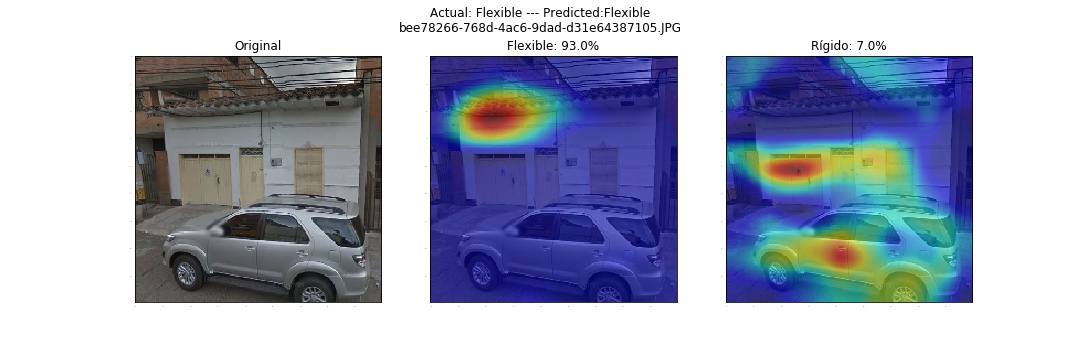 Actual: Flexible --- Predicted:Flexible
bee78266-768d-4ac6-9dad-d31e64387105.JPG
Original
Flexible: 93.0%
Rígido: 7.0%